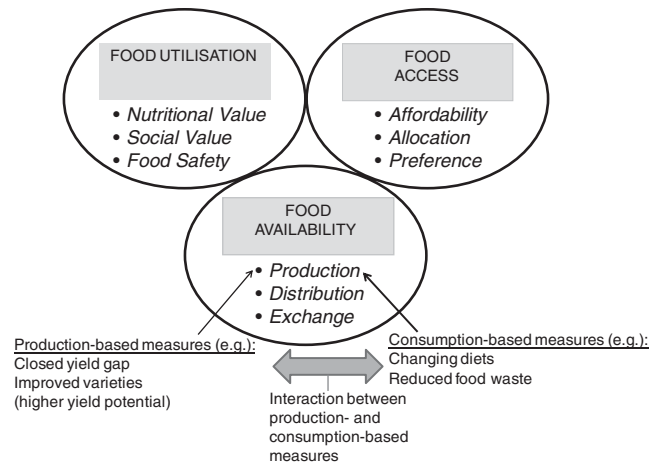 FOOD UTILISATION
• Nutritional Value
• Social Value
• Food Safety
FOOD
ACCESS
• Affordability
• Allocation
• Preference
FOOD
AVAILABILITY
• Production
• Distribution
• Exchange
Production-based measures (e.g.):
Closed yield gap
Improved varieties
(higher yield potential)
Consumption-based measures (e.g.):
Changing diets
Reduced food waste
Interaction between
production- and
consumption-based
measures